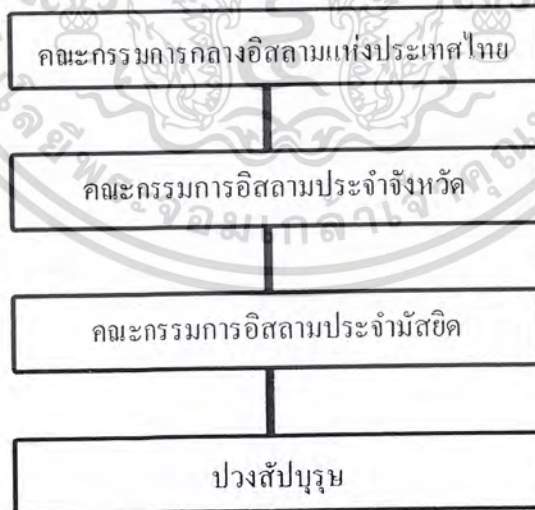 คณะกรรมการกลางอิสลามแห่งประเทศไทย
คณะกรรมการอิสลามประจำจังหวัด
คณะกรรมการอิสลามประจำมัสยิด
ปวงสัปบุรุษ